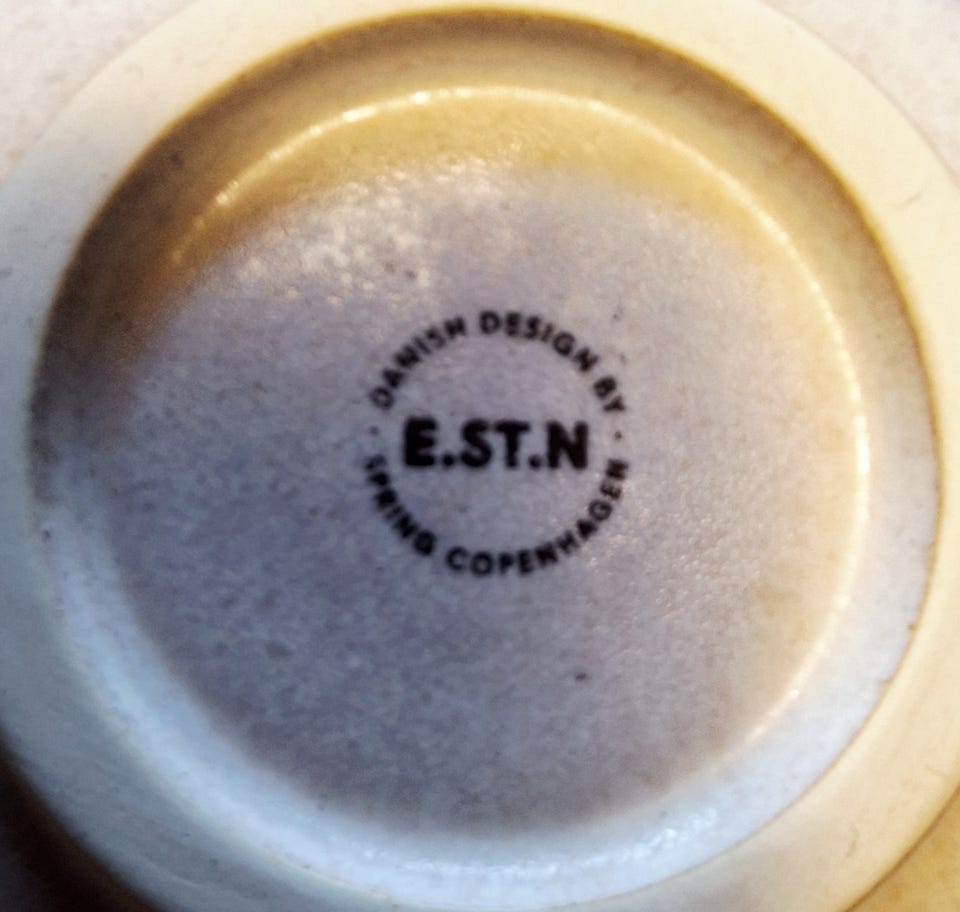 DANISH DESIGN BY
E.ST.N
SPRING COPENHAGEN